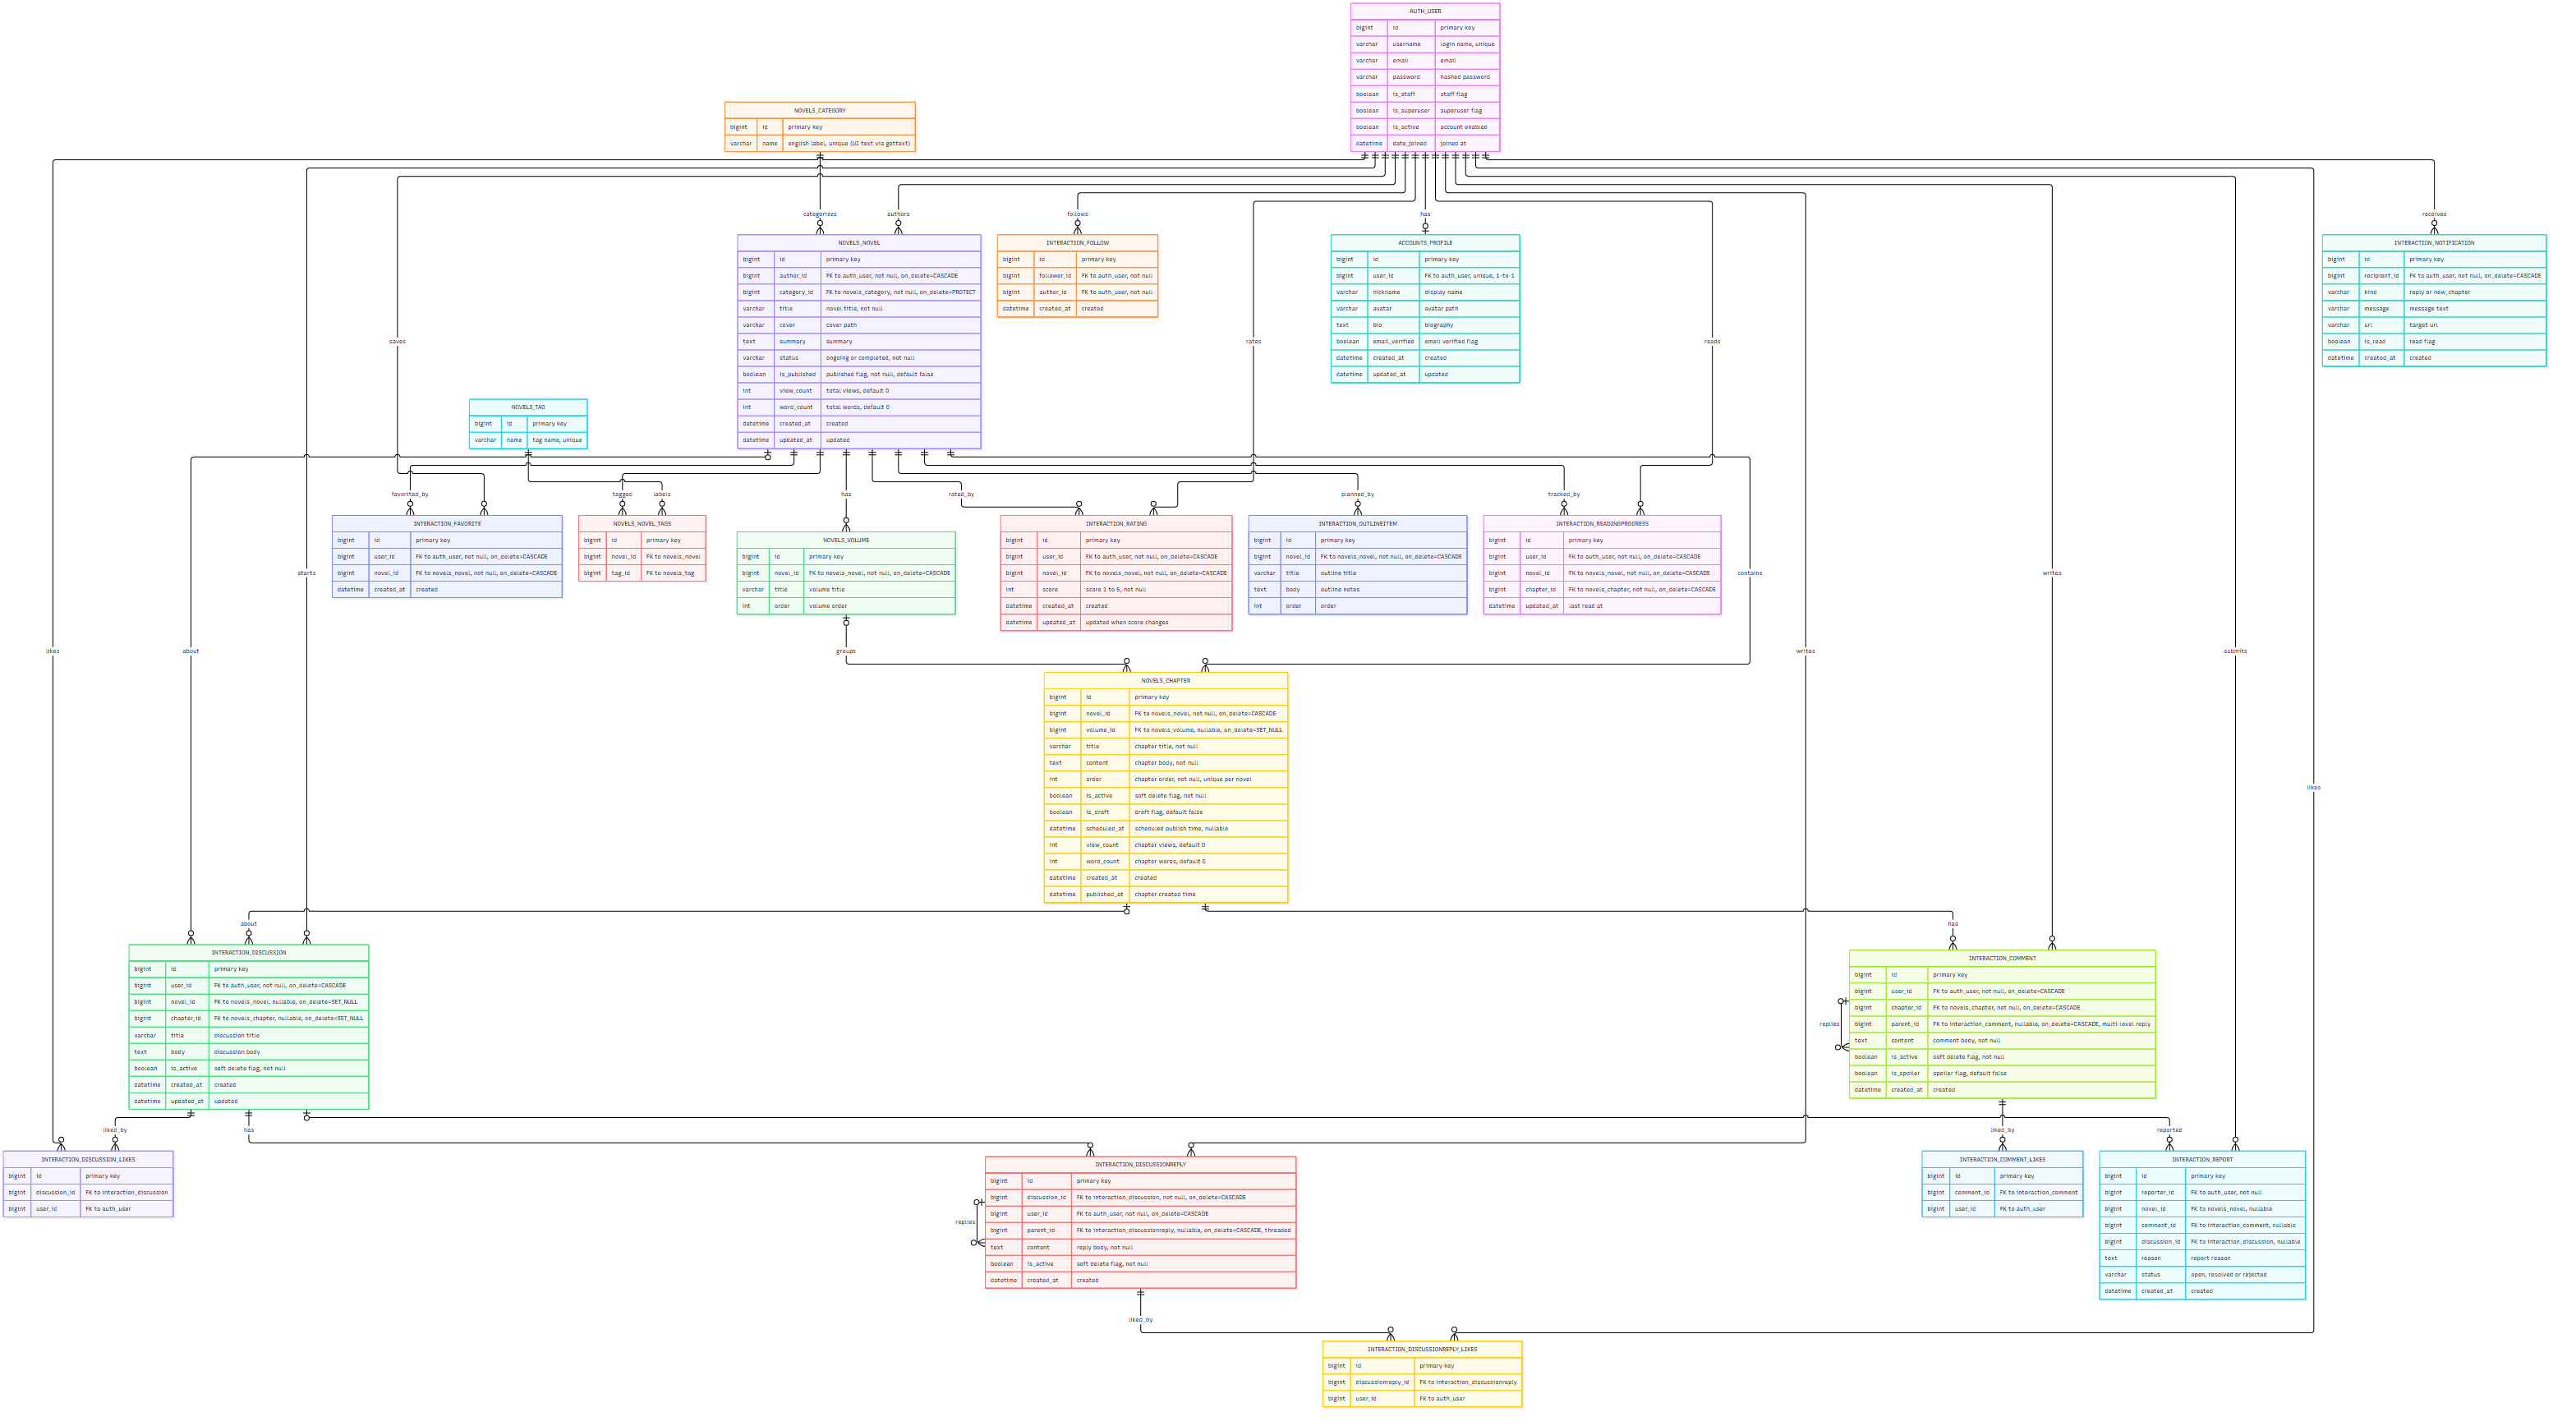 AUTH_USER
bigint id primary key
varchar username login name, unique
varchar email email
varchar password hashed password
boolean is_staff staff flag
boolean is_superuser superuser flag
boolean is_active account enabled
datetime date_joined joined at
NOVELS_CATEGORY
bigint id primary key
varchar name english label, unique (UI text via gettext)
categorizes
authors
follows
has
receives
NOVELS_NOVEL
bigint id primary key
bigint author_id FK to auth_user, not null, on_delete=CASCADE
bigint category_id FK to novels_category, not null, on_delete=PROTECT
varchar title novel title, not null
varchar cover cover path
text summary summary
varchar status ongoing or completed, not null
boolean is_published published flag, not null, default false
int view_count total views, default 0
int word_count total words, default 0
datetime created_at created
datetime updated_at updated
INTERACTION_FOLLOW
bigint id primary key
bigint follower_id FK to auth_user, not null
bigint author_id FK to auth_user, not null
datetime created_at created
ACCOUNTS_PROFILE
bigint id primary key
bigint user_id FK to auth_user, unique, 1-to-1
varchar nickname display name
varchar avatar avatar path
text bio biography
boolean email_verified email verified flag
datetime created_at created
datetime updated_at updated
INTERACTION_NOTIFICATION
bigint id primary key
bigint recipient_id FK to auth_user, not null, on_delete=CASCADE
varchar kind reply or new_chapter
varchar message message text
varchar url target url
boolean is_read read flag
datetime created_at created
saves
rates
reads
NOVELS_TAG
bigint id primary key
varchar name tag name, unique
favorited_by
tagged
labels
has
rated_by
planned_by
tracked_by
INTERACTION_FAVORITE
bigint id primary key
bigint user_id FK to auth_user, not null, on_delete=CASCADE
bigint novel_id FK to novels_novel, not null, on_delete=CASCADE
datetime created_at created
NOVELS_NOVEL_TAGS
bigint id primary key
bigint novel_id FK to novels_novel
bigint tag_id FK to novels_tag
NOVELS_VOLUME
bigint id primary key
bigint novel_id FK to novels_novel, not null, on_delete=CASCADE
varchar title volume title
int order volume order
INTERACTION_RATING
bigint id primary key
bigint user_id FK to auth_user, not null, on_delete=CASCADE
bigint novel_id FK to novels_novel, not null, on_delete=CASCADE
int score score 1 to 5, not null
datetime created_at created
datetime updated_at updated when score changes
INTERACTION_OUTLINEITEM
bigint id primary key
bigint novel_id FK to novels_novel, not null, on_delete=CASCADE
varchar title outline title
text body outline notes
int order order
INTERACTION_READINGPROGRESS
bigint id primary key
bigint user_id FK to auth_user, not null, on_delete=CASCADE
bigint novel_id FK to novels_novel, not null, on_delete=CASCADE
bigint chapter_id FK to novels_chapter, not null, on_delete=CASCADE
datetime updated_at last read at
starts
contains
writes
likes
about
groups
writes
submits
likes
NOVELS_CHAPTER
bigint id primary key
bigint novel_id FK to novels_novel, not null, on_delete=CASCADE
bigint volume_id FK to novels_volume, nullable, on_delete=SET_NULL
varchar title chapter title, not null
text content chapter body, not null
int order chapter order, not null, unique per novel
boolean is_active soft delete flag, not null
boolean is_draft draft flag, default false
datetime scheduled_at scheduled publish time, nullable
int view_count chapter views, default 0
int word_count chapter words, default 0
datetime created_at created
datetime published_at chapter created time
about
has
INTERACTION_DISCUSSION
bigint id primary key
bigint user_id FK to auth_user, not null, on_delete=CASCADE
bigint novel_id FK to novels_novel, nullable, on_delete=SET_NULL
bigint chapter_id FK to novels_chapter, nullable, on_delete=SET_NULL
varchar title discussion title
text body discussion body
boolean is_active soft delete flag, not null
datetime created_at created
datetime updated_at updated
INTERACTION_COMMENT
bigint id primary key
bigint user_id FK to auth_user, not null, on_delete=CASCADE
bigint chapter_id FK to novels_chapter, not null, on_delete=CASCADE
bigint parent_id FK to interaction_comment, nullable, on_delete=CASCADE, multi-level reply
text content comment body, not null
boolean is_active soft delete flag, not null
boolean is_spoiler spoiler flag, default false
datetime created_at created
replies
liked_by
has
liked_by
reported
INTERACTION_DISCUSSION_LIKES
bigint id primary key
bigint discussion_id FK to interaction_discussion
bigint user_id FK to auth_user
INTERACTION_DISCUSSIONREPLY
bigint id primary key
bigint discussion_id FK to interaction_discussion, not null, on_delete=CASCADE
bigint user_id FK to auth_user, not null, on_delete=CASCADE
bigint parent_id FK to interaction_discussionreply, nullable, on_delete=CASCADE, threaded
text content reply body, not null
boolean is_active soft delete flag, not null
datetime created_at created
replies
INTERACTION_COMMENT_LIKES
bigint id primary key
bigint comment_id FK to interaction_comment
bigint user_id FK to auth_user
INTERACTION_REPORT
bigint id primary key
bigint reporter_id FK to auth_user, not null
bigint novel_id FK to novels_novel, nullable
bigint comment_id FK to interaction_comment, nullable
bigint discussion_id FK to interaction_discussion, nullable
text reason report reason
varchar status open, resolved or rejected
datetime created_at created
liked_by
INTERACTION_DISCUSSIONREPLY_LIKES
bigint id primary key
bigint discussionreply_id FK to interaction_discussionreply
bigint user_id FK to auth_user